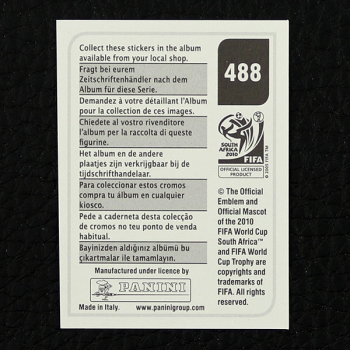 Collect these stickers in the album
available from your local shop.
Fragt bei eurem
Zeitschriftenhändler nach dem
Album für diese Serie.
Demandez à votre détaillant l'Album
pour la collection de ces images.
Chiedete al vostro rivenditore
l'album per la raccolta di queste
figurine.
Het album en de andere
plaatjes zijn verkrijgbaar bij de
tijdschrifthandel.
Para coleccionar estos cromos
compra tu álbum en cualquier
kiosco.
Pede a caderneta desta colecção
de cromos no teu ponto de venda
habitual.
Bayinizden aldığınız albümü bu
çıkartmalar ile tamamlayın.
Manufactured under licence by
PANINI
Made in Italy. www.paninigroup.com
488
SOUTH AFRICA
2010
FIFA
© 2005 FIFA TM
OFFICIAL LICENSED
PRODUCT
© The Official
Emblem and
Official Mascot
of the 2010
FIFA World Cup
South Africa™
and FIFA World
Cup Trophy are
copyrights and
trademarks of
FIFA. All rights
reserved.